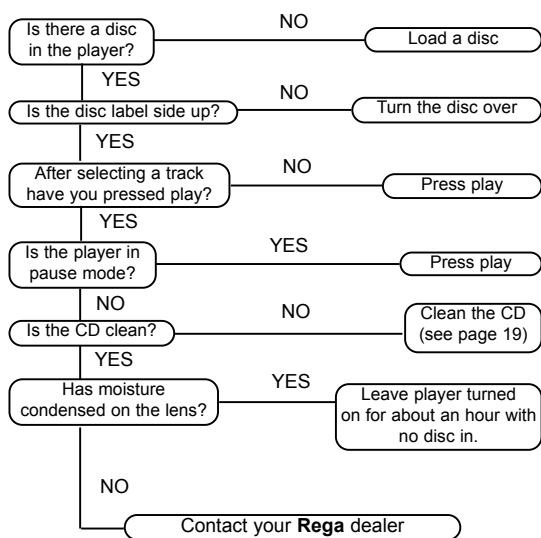 Is there a disc
in the player?
NO
Load a disc
YES
Is the disc label side up?
NO
Turn the disc over
YES
After selecting a track
have you pressed play?
NO
Press play
YES
Is the player in
pause mode?
YES
Press play
NO
Is the CD clean?
NO
Clean the CD
(see page 19)
YES
Has moisture
condensed on the lens?
YES
Leave player turned
on for about an hour with
no disc in.
NO
Contact your Rega dealer